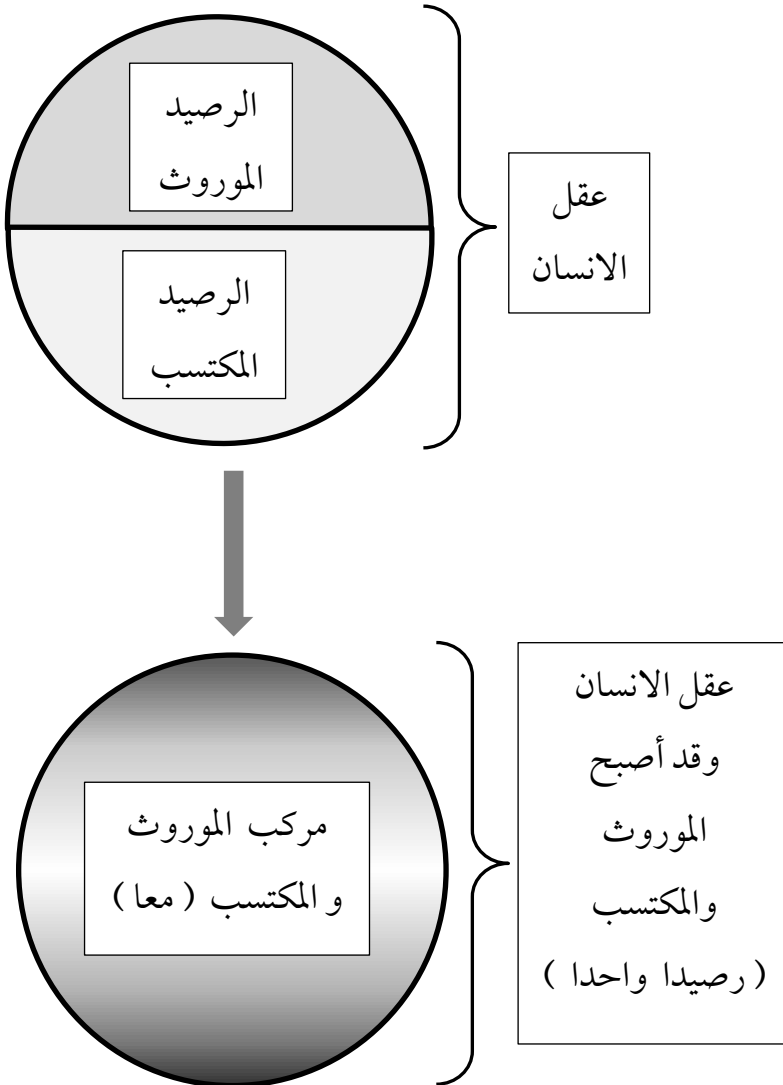 الرصيد
الموروث
عقل
الانسان
الرصيد
المكتسب
عقل الانسان
وقد أصبح
الموروث
والمكتسب
( رصيدا واحدا )
مركب الموروث
و المكتسب ( معا )